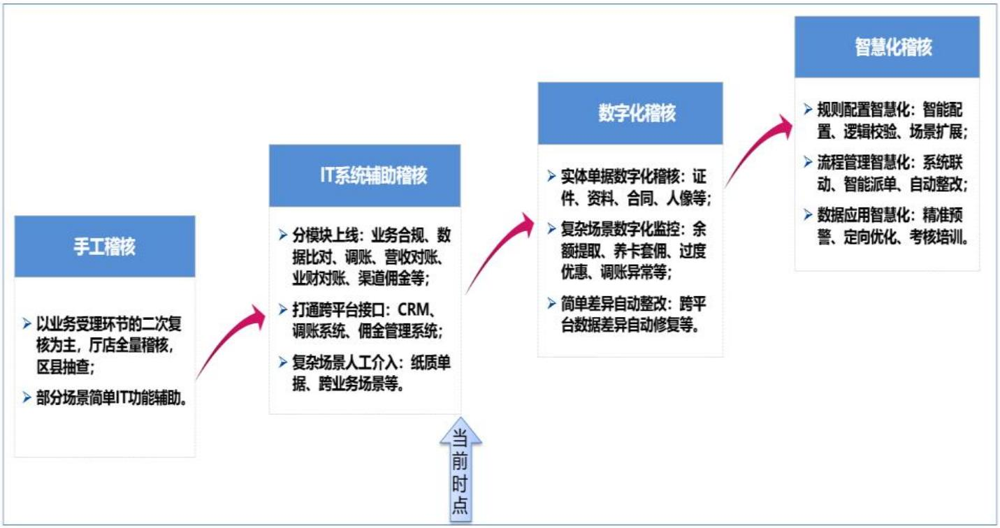 手工稽核
以业务受理环节的二次复
核为主，厅店全量稽核，
区县抽查；
部分场景简单IT功能辅助。
IT系统辅助稽核
分模块上线：业务合规、数
据比对、调账、营收对账、
业财对账、渠道佣金等；
打通跨平台接口：CRM、
调账系统、佣金管理系统；
复杂场景人工介入：纸质单
据、跨业务场景等。
当
前
时
点
数字化稽核
实体单据数字化稽核：证
件、资料、合同、人像等；
复杂场景数字化监控：余
额提取、养卡套佣、过度
优惠、调账异常等；
简单差异自动整改：跨平
台数据差异自动修复等。
智慧化稽核
规则配置智慧化：智能配
置、逻辑校验、场景扩展；
流程管理智慧化：系统联
动、智能派单、自动整改；
数据应用智慧化：精准预
警、定向优化、考核培训。